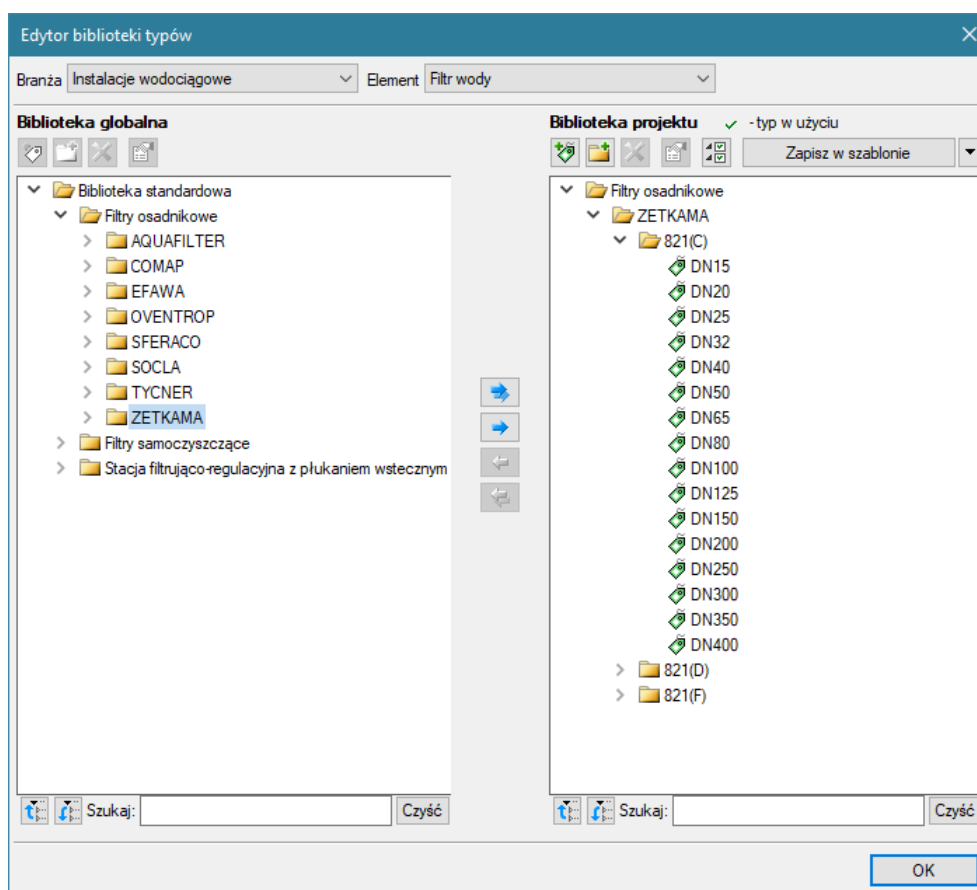 Edytor biblioteki typów
Branża Instalacje wodociągowe Element Filtr wody
Biblioteka globalna
Biblioteka standardowa
Filtry osadnikowe
AQUAFILTER
COMAP
EFAWA
OVENTROP
SFERACO
SOCLA
TYCNER
ZETKAMA
Filtry samoczyszczące
Stacja filtrująco-regulacyjna z płukaniem wstecznym
Szukaj: Czyść
Biblioteka projektu - typ w użyciu
Zapisz w szablonie
Filtry osadnikowe
ZETKAMA
821(C)
DN15
DN20
DN25
DN32
DN40
DN50
DN65
DN80
DN100
DN125
DN150
DN200
DN250
DN300
DN350
DN400
821(D)
821(F)
Szukaj: Czyść
OK